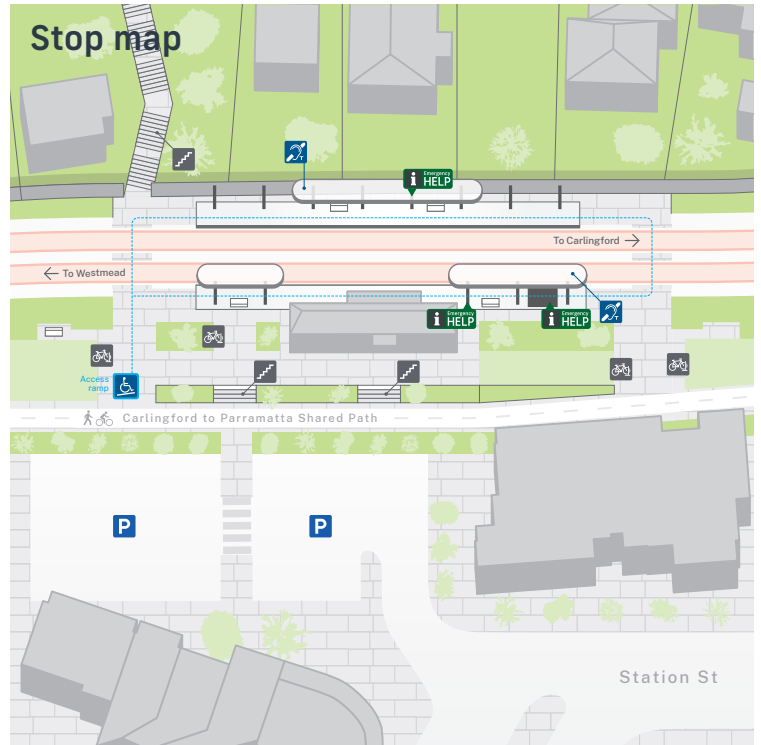 Stop map
T
Emergency
i HELP
To Carlingford
To Westmead
T
Emergency
i HELP
Emergency
i HELP
Access
ramp
Carlingford to Parramatta Shared Path
P
P
Station St